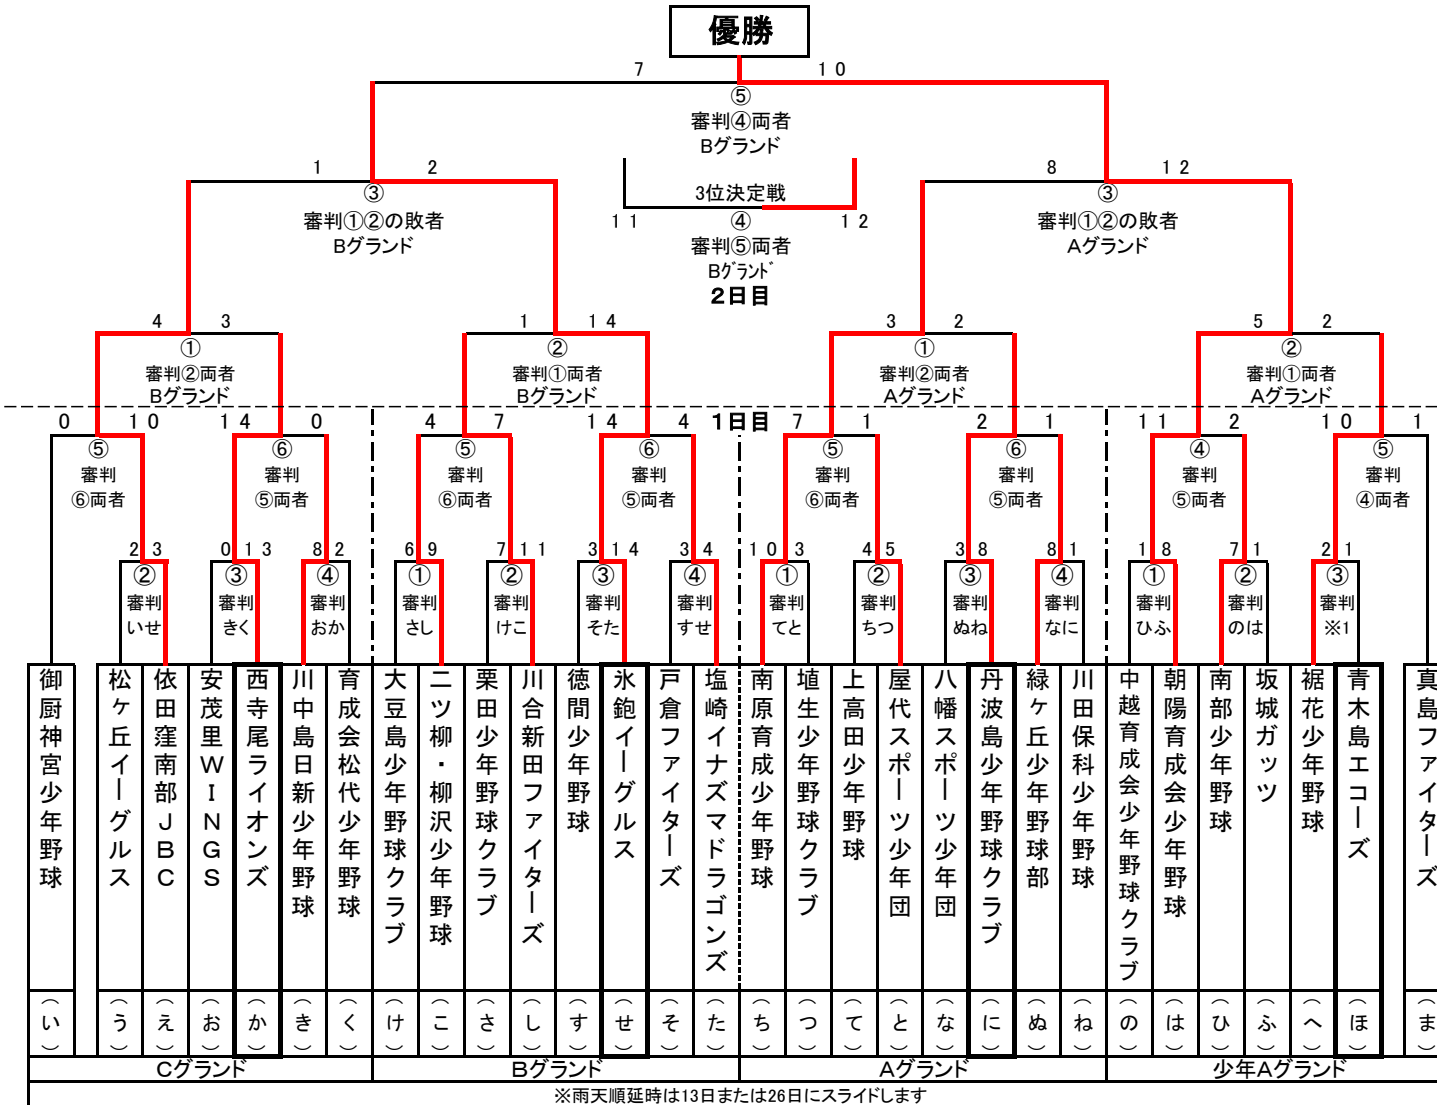 優勝
7 10
⑤
審判④両者
Bグランド
1 2
③
審判①②の敗者
Bグランド
3位決定戦
11 12
④
審判⑤両者
Bグランド
2日目
8 12
③
審判①②の敗者
Aグランド
4 3
①
審判②両者
Bグランド
1 14
②
審判①両者
Bグランド
3 2
①
審判②両者
Aグランド
5 2
②
審判①両者
Aグランド
1日目
0 10
⑤
審判
⑥両者
14 0
⑥
審判
⑤両者
4 7
⑤
審判
⑥両者
14 4
⑥
審判
⑤両者
7 1
⑤
審判
⑥両者
2 1
⑥
審判
⑤両者
11 2
④
審判
⑤両者
10 1
⑤
審判
④両者
2 3
②
審判
いせ
0 13
③
審判
きく
8 2
④
審判
おか
6 9
①
審判
さし
7 11
②
審判
けこ
3 14
③
審判
そた
3 4
④
審判
すせ
10 3
①
審判
てと
4 5
②
審判
ちつ
3 8
③
審判
ぬね
8 1
④
審判
なに
1 8
①
審判
ひふ
7 1
②
審判
のは
2 1
③
審判
※1
御厨神宮少年野球
松ヶ丘イーグルス
依田窪南部JBC
安茂里WINGS
西寺尾ライオンズ
川中島日新少年野球
育成会松代少年野球
大豆島少年野球クラブ
二ツ柳・柳沢少年野球
栗田少年野球クラブ
川合新田ファイターズ
徳間少年野球
氷鉋イーグルス
戸倉ファイターズ
塩崎イナズマドラゴンズ
南原育成少年野球
埴生少年野球クラブ
上高田少年野球
屋代スポーツ少年団
八幡スポーツ少年団
丹波島少年野球クラブ
緑ヶ丘少年野球部
川田保科少年野球
中越育成会少年野球クラブ
朝陽育成会少年野球
南部少年野球
坂城ガッツ
裾花少年野球
青木島エコーズ
真島ファイターズ
(い) (う) (え) (お) (か) (き) (く) (け) (こ) (さ) (し) (す) (せ) (そ) (た) (ち) (つ) (て) (と) (な) (に) (ぬ) (ね) (の) (は) (ひ) (ふ) (へ) (ほ) (ま)
Cグランド Bグランド Aグランド 少年Aグランド
※雨天順延時は13日または26日にスライドします